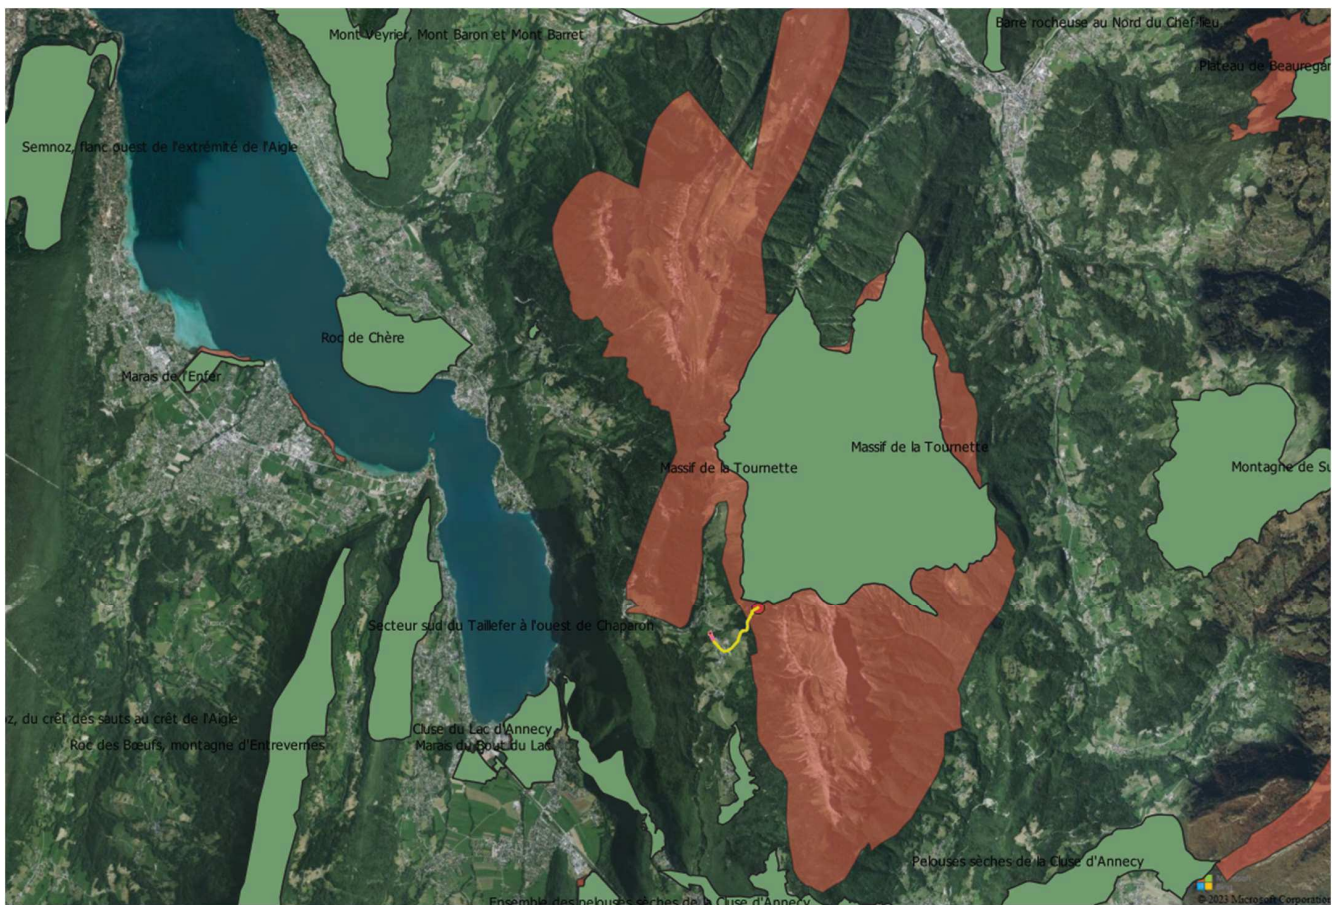 Barre rocheuse au Nord du Chef-lieu
Mont Veyrier, Mont Baron et Mont Barret
Plateau de Beauregar
Semnoz, flanc ouest de l'extrémité de l'Aigle
Roc de Chère
Marais de l'Enfer
Massif de la Tournette
Massif de la Tournette
Montagne de Su
Secteur sud du Taillefer à l'ouest de Chaparon
oz, du crêt des sauts au crêt de l'Aigle
Cluse du Lac d'Annecy
Roc des Bœufs, montagne d'Entrevernes
Marais du Bout du Lac
Pelouses sèches de la Cluse d'Annecy
Ensemble des pelouses sèches de la Cluse d'Annecy
© 2023 Microsoft Corporation